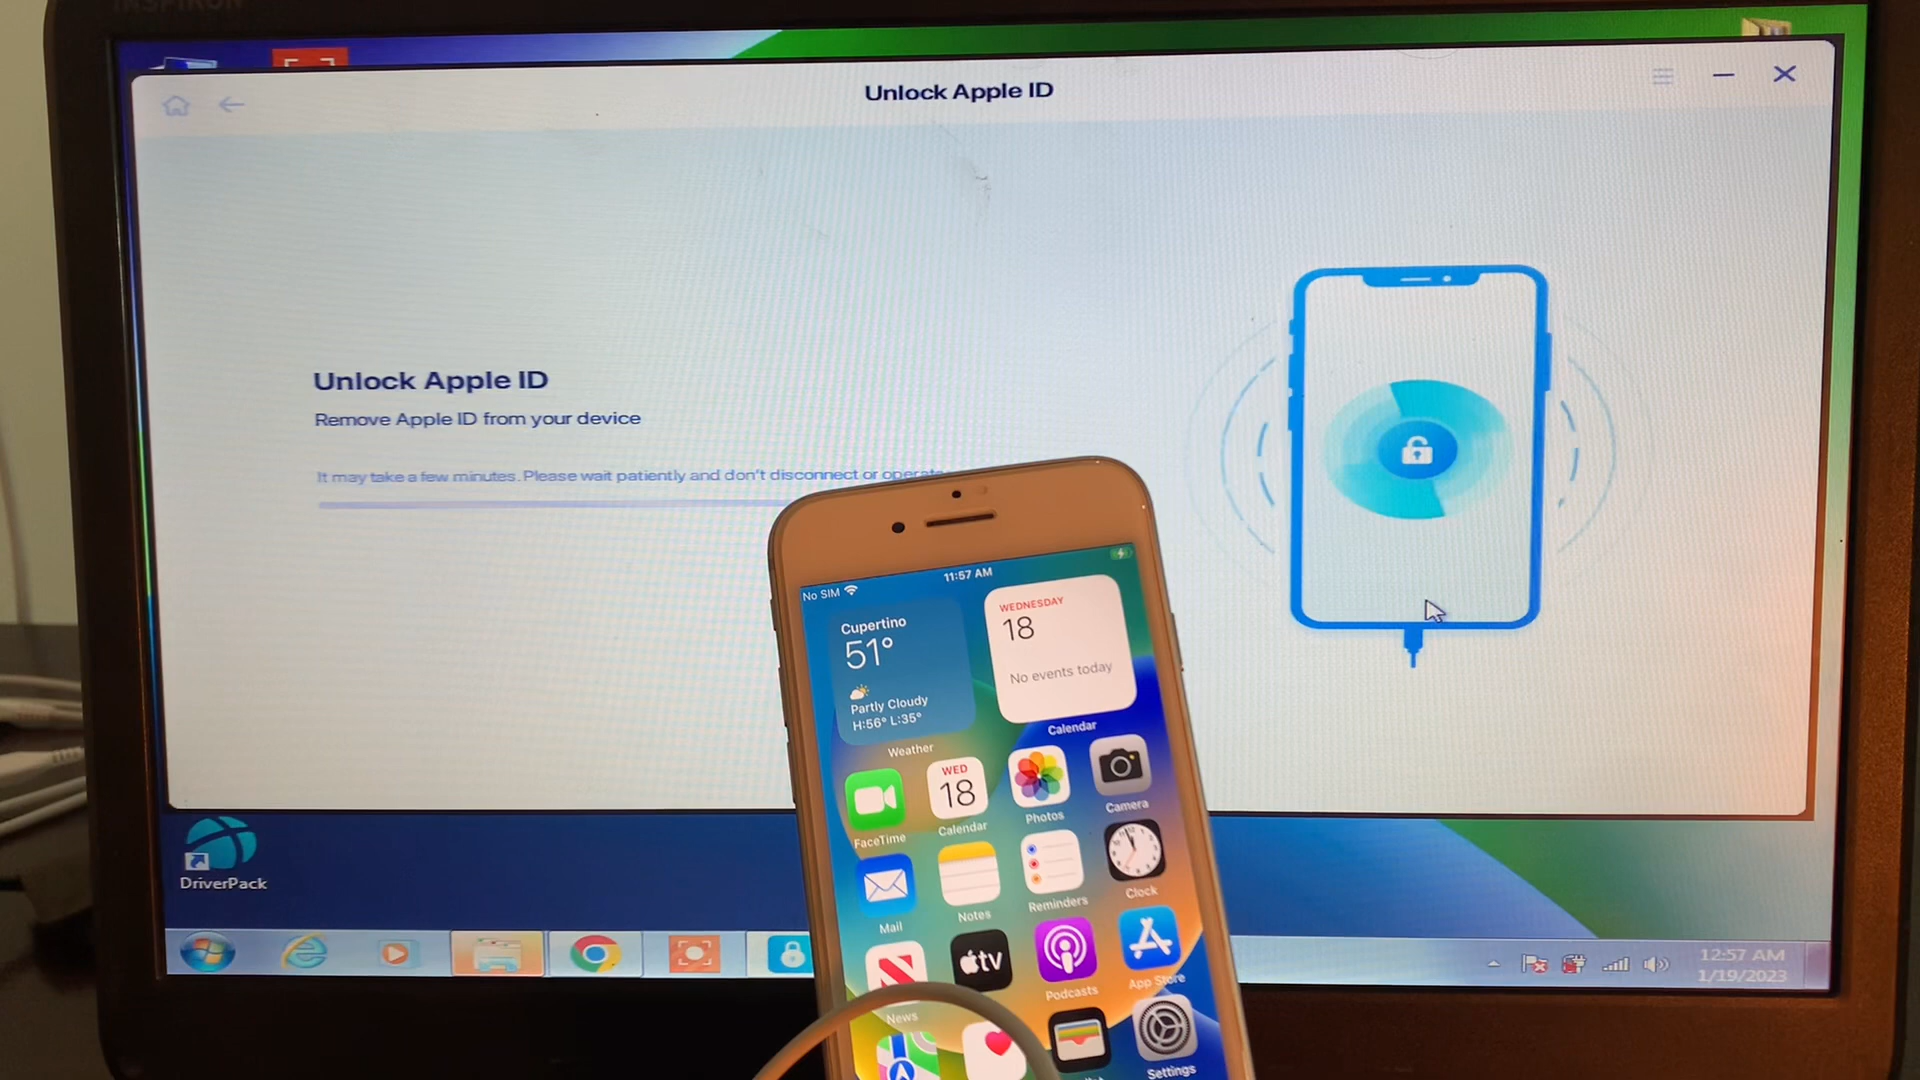 INSPIRON
Unlock Apple ID
Unlock Apple ID
Remove Apple ID from your device
It may take a few minutes. Please wait patiently and don't disconnect or operate
No SIM
11:57 AM
Cupertino
51°
Partly Cloudy
H:56° L:35°
Weather
WEDNESDAY
18
No events today
Calendar
FaceTime
WED
18
Calendar
Photos
Camera
Mail
Notes
Reminders
Clock
News
tv
Podcasts
App Store
Settings
DriverPack
12:57 AM
1/19/2023